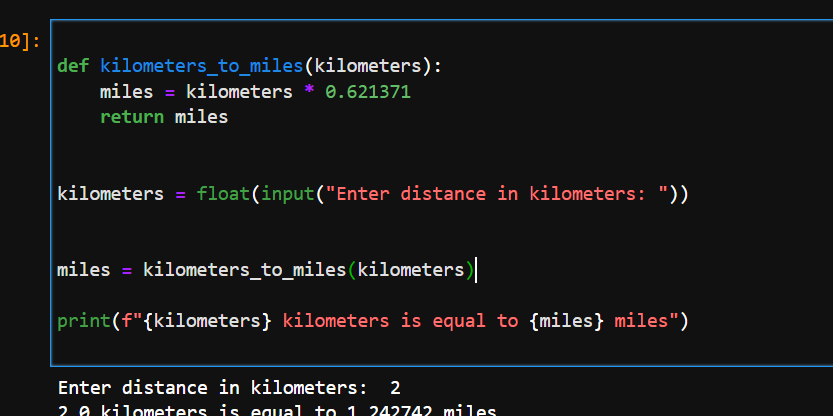 10]:
def kilometers_to_miles(kilometers):
    miles = kilometers * 0.621371
    return miles
kilometers = float(input("Enter distance in kilometers: "))
miles = kilometers_to_miles(kilometers)
print(f"{kilometers} kilometers is equal to {miles} miles")
Enter distance in kilometers:  2
2.0 kilometers is equal to 1.242742 miles